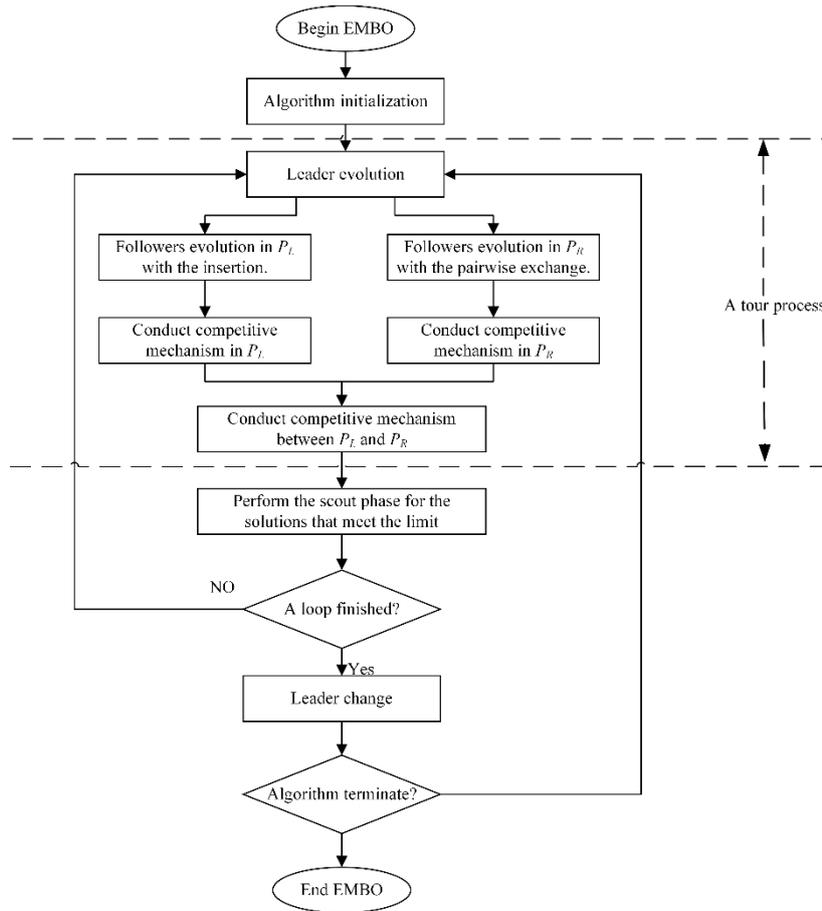 Begin EMBO
Algorithm initialization
Leader evolution
Followers evolution in P_L
with the insertion.
Followers evolution in P_R
with the pairwise exchange.
A tour process
Conduct competitive
mechanism in P_L
Conduct competitive
mechanism in P_R
Conduct competitive mechanism
between P_L and P_R
Perform the scout phase for the
solutions that meet the limit
NO
A loop finished?
Yes
Leader change
Algorithm terminate?
End EMBO